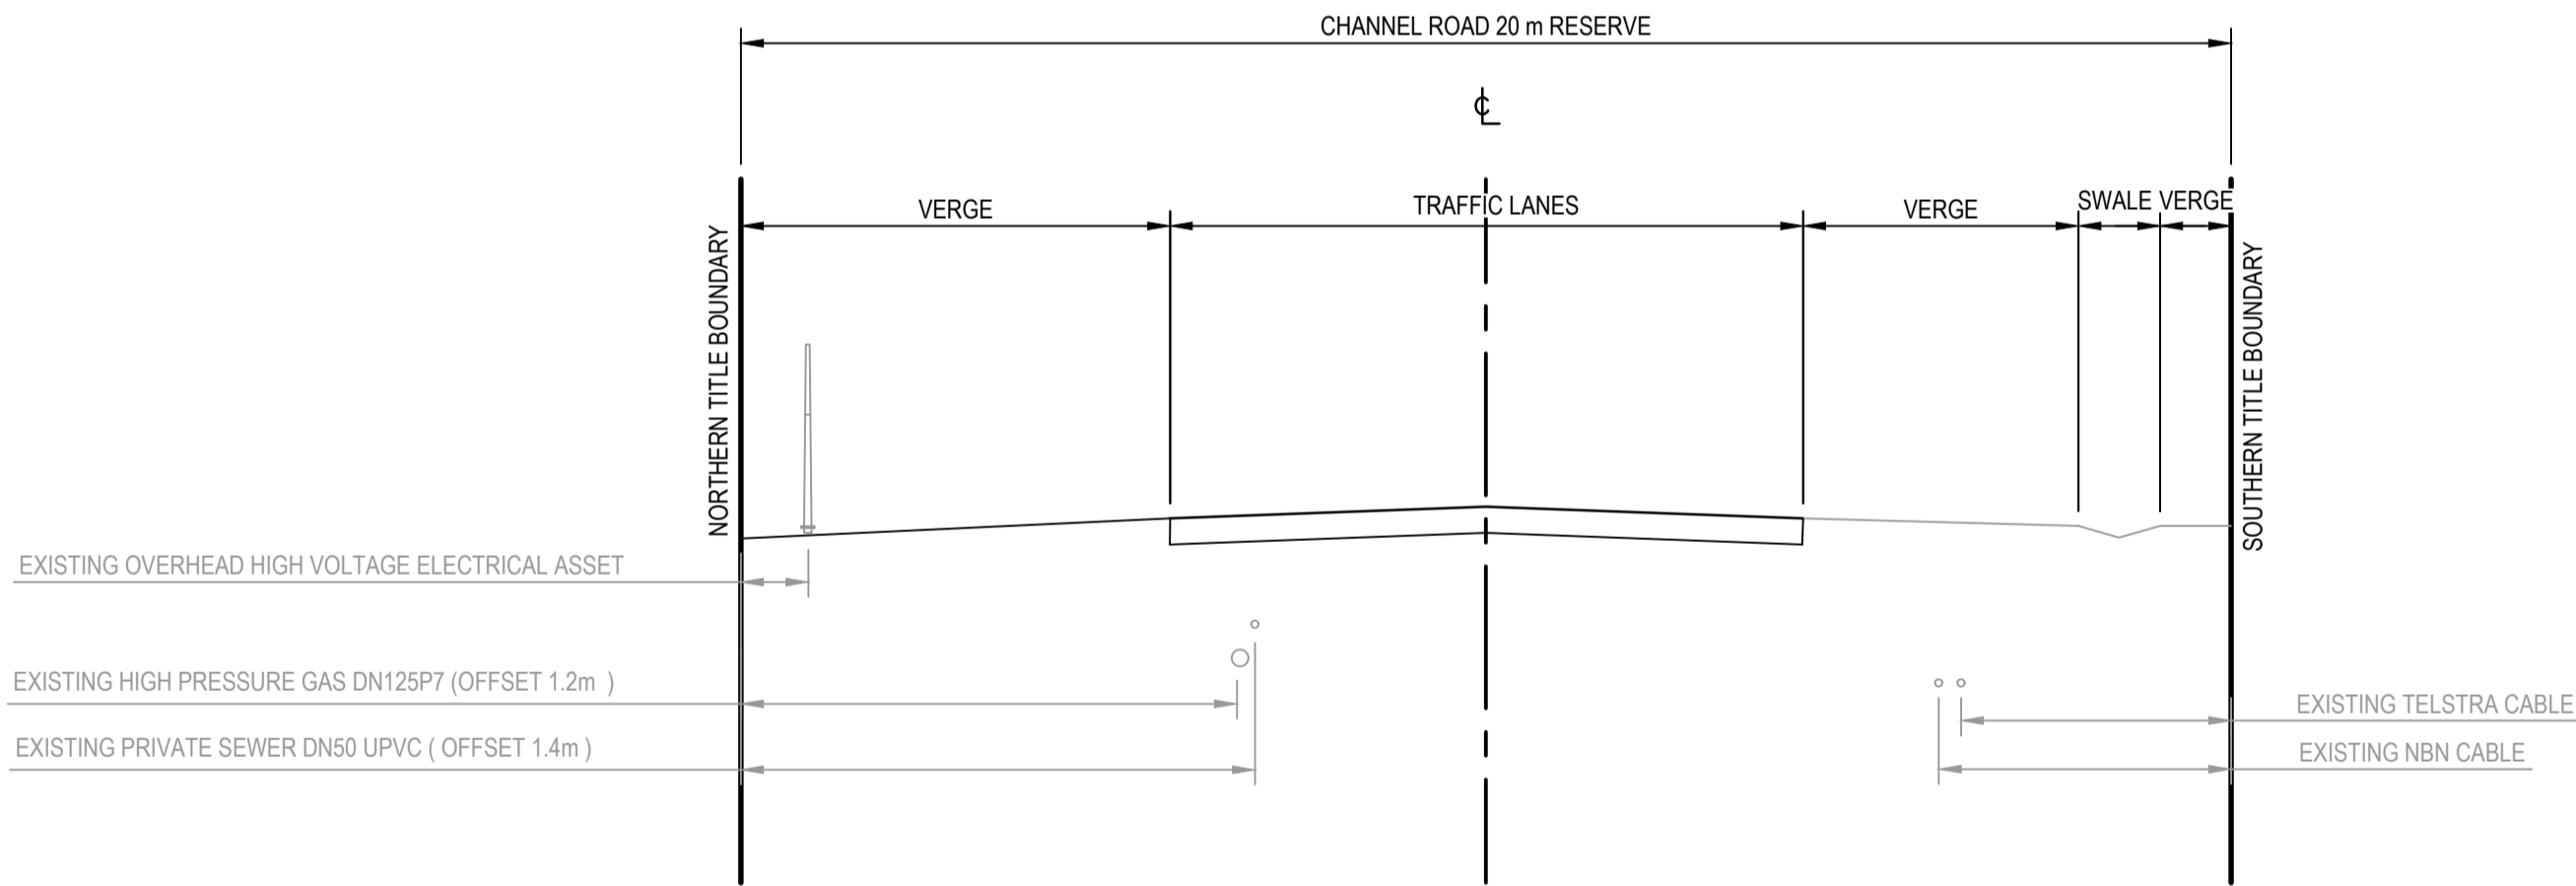 CHANNEL ROAD 20 m RESERVE
℄
VERGE
TRAFFIC LANES
VERGE
SWALE
VERGE
NORTHERN TITLE BOUNDARY
SOUTHERN TITLE BOUNDARY
EXISTING OVERHEAD HIGH VOLTAGE ELECTRICAL ASSET
EXISTING HIGH PRESSURE GAS DN125P7 (OFFSET 1.2m )
EXISTING TELSTRA CABLE
EXISTING PRIVATE SEWER DN50 UPVC ( OFFSET 1.4m )
EXISTING NBN CABLE